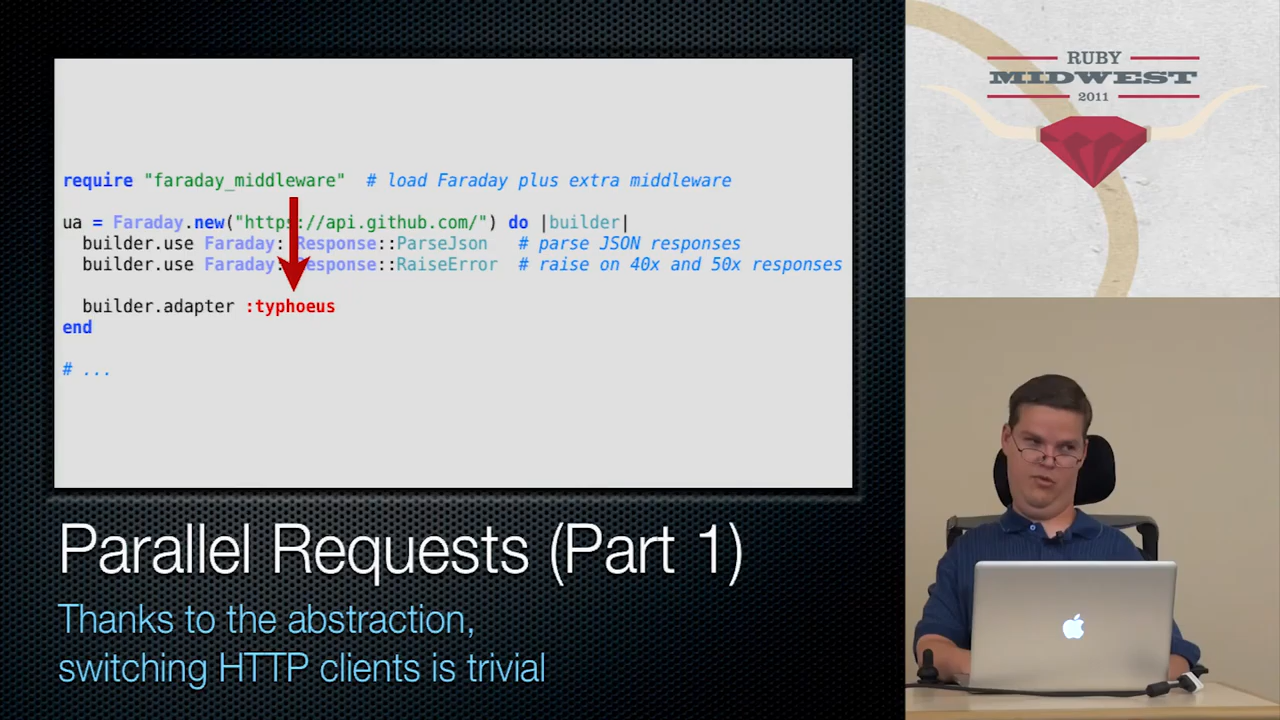 require "faraday_middleware"  # load Faraday plus extra middleware
ua = Faraday.new("https://api.github.com/") do |builder|
  builder.use Faraday: Response::ParseJson   # parse JSON responses
  builder.use Faraday: Response::RaiseError  # raise on 40x and 50x responses
  builder.adapter :typhoeus
end
# ...
Parallel Requests (Part 1)
Thanks to the abstraction,
switching HTTP clients is trivial
RUBY
MIDWEST
2011